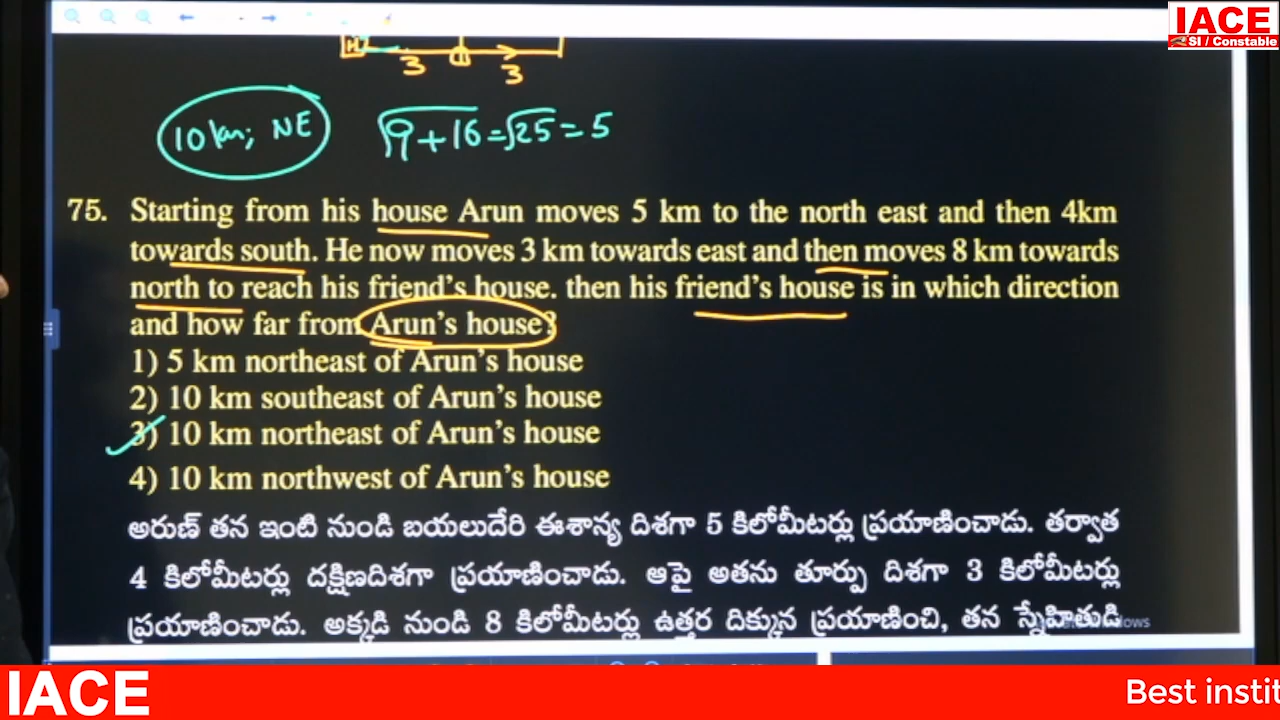 IACE
SI / Constable
H
3
3
10 km; NE √9+16=√25=5
75. Starting from his house Arun moves 5 km to the north east and then 4km
towards south. He now moves 3 km towards east and then moves 8 km towards
north to reach his friend's house. then his friend's house is in which direction
and how far from Arun's house?
1) 5 km northeast of Arun's house
2) 10 km southeast of Arun's house
3) 10 km northeast of Arun's house
4) 10 km northwest of Arun's house
అరుణ్ తన ఇంటి నుండి బయలుదేరి ఈశాన్య దిశగా 5 కిలోమీటర్లు ప్రయాణించాడు. తర్వాత
4 కిలోమీటర్లు దక్షిణదిశగా ప్రయాణించాడు. ఆపై అతను తూర్పు దిశగా 3 కిలోమీటర్లు
ప్రయాణించాడు. అక్కడి నుండి 8 కిలోమీటర్లు ఉత్తర దిక్కున ప్రయాణించి, తన స్నేహితుడి
IACE
Best instit